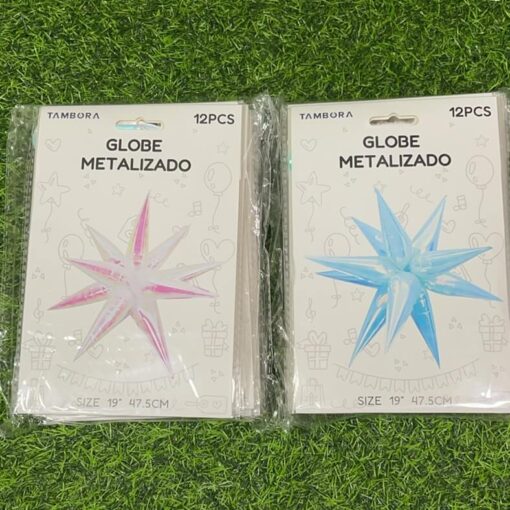 TAMBORA 12PCS
GLOBE
METALIZADO
SIZE 19" 47.5CM
TAMBORA 12PCS
GLOBE
METALIZADO
SIZE 19" 47.5CM